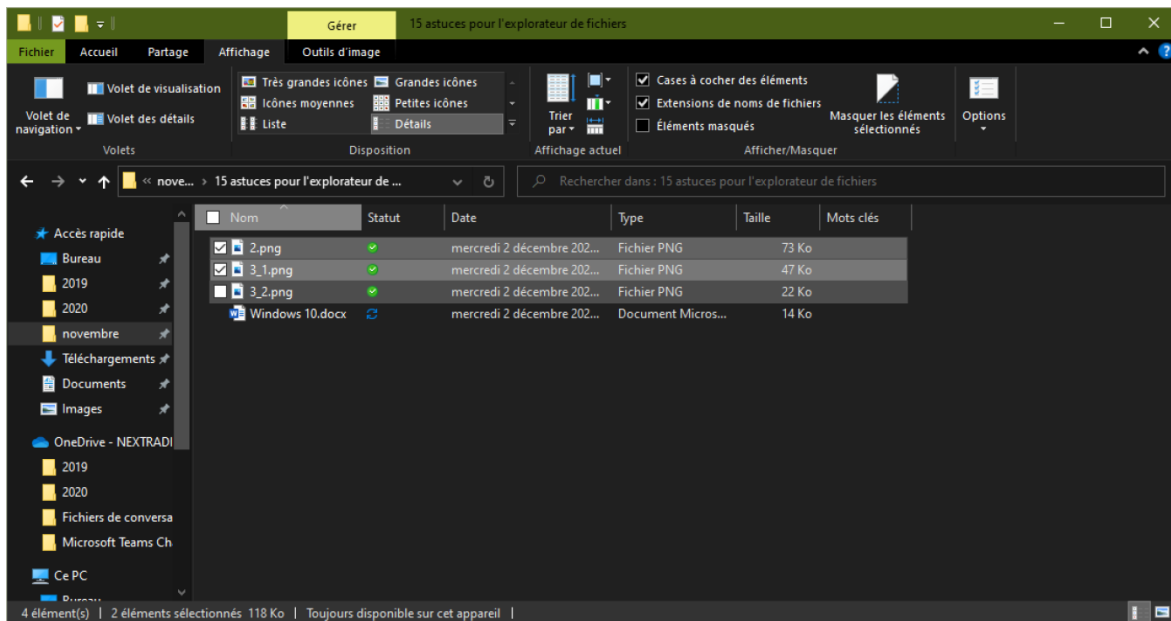 Gérer 15 astuces pour l'explorateur de fichiers
Fichier Accueil Partage Affichage Outils d'image
Volet de navigation
Volet de visualisation
Volet des détails
Volets
Très grandes icônes Grandes icônes
Icônes moyennes Petites icônes
Liste Détails
Disposition
Trier par
Affichage actuel
Cases à cocher des éléments
Extensions de noms de fichiers
Éléments masqués
Masquer les éléments sélectionnés
Afficher/Masquer
Options
« nove... › 15 astuces pour l'explorateur de ...
Rechercher dans : 15 astuces pour l'explorateur de fichiers
Accès rapide
Bureau
2019
2020
novembre
Téléchargements
Documents
Images
OneDrive - NEXTRADI
2019
2020
Fichiers de conversa
Microsoft Teams Ch
Ce PC
Bureau
Nom Statut Date Type Taille Mots clés
2.png mercredi 2 décembre 202... Fichier PNG 73 Ko
3_1.png mercredi 2 décembre 202... Fichier PNG 47 Ko
3_2.png mercredi 2 décembre 202... Fichier PNG 22 Ko
Windows 10.docx mercredi 2 décembre 202... Document Micros... 14 Ko
4 élément(s) | 2 éléments sélectionnés 118 Ko | Toujours disponible sur cet appareil |